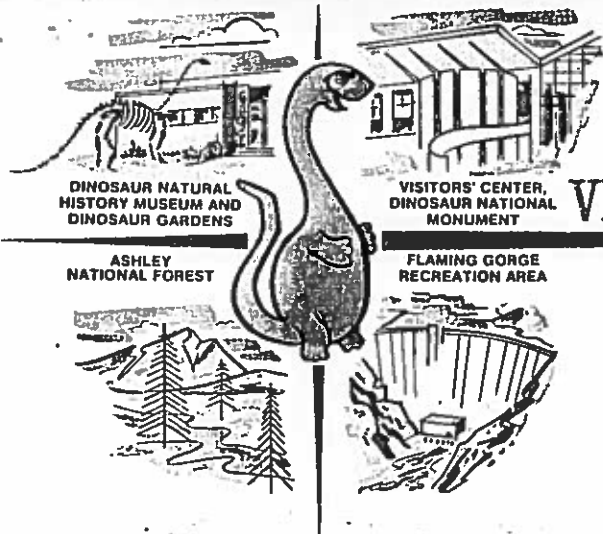 DINOSAUR NATURAL
HISTORY MUSEUM AND
DINOSAUR GARDENS
VISITORS' CENTER,
DINOSAUR NATIONAL
MONUMENT
V
ASHLEY
NATIONAL FOREST
FLAMING GORGE
RECREATION AREA